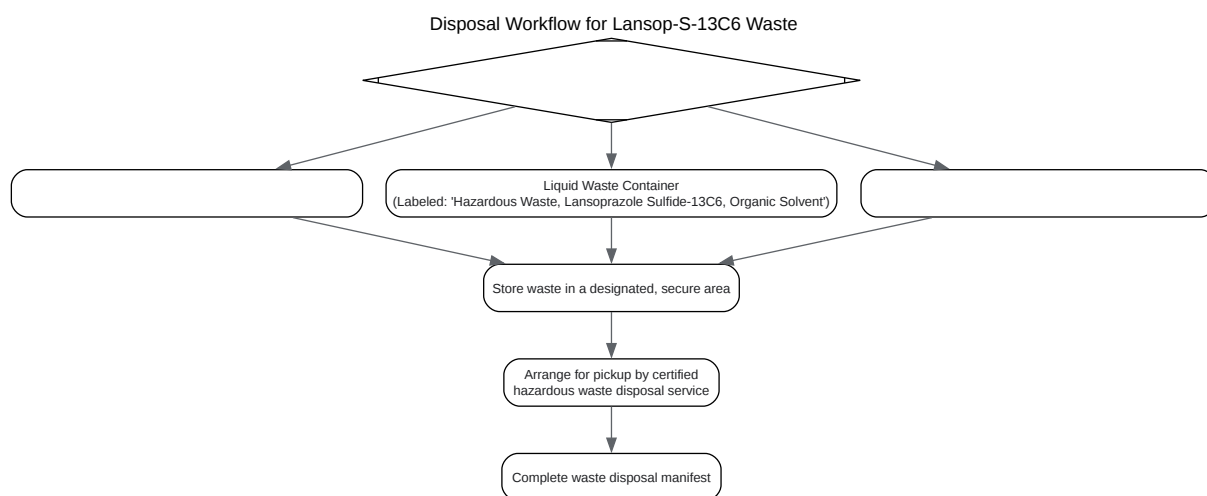 Disposal Workflow for Lansop-S-13C6 Waste
Liquid Waste Container
(Labeled: 'Hazardous Waste, Lansoprazole Sulfide-13C6, Organic Solvent')
Store waste in a designated, secure area
Arrange for pickup by certified
hazardous waste disposal service
Complete waste disposal manifest